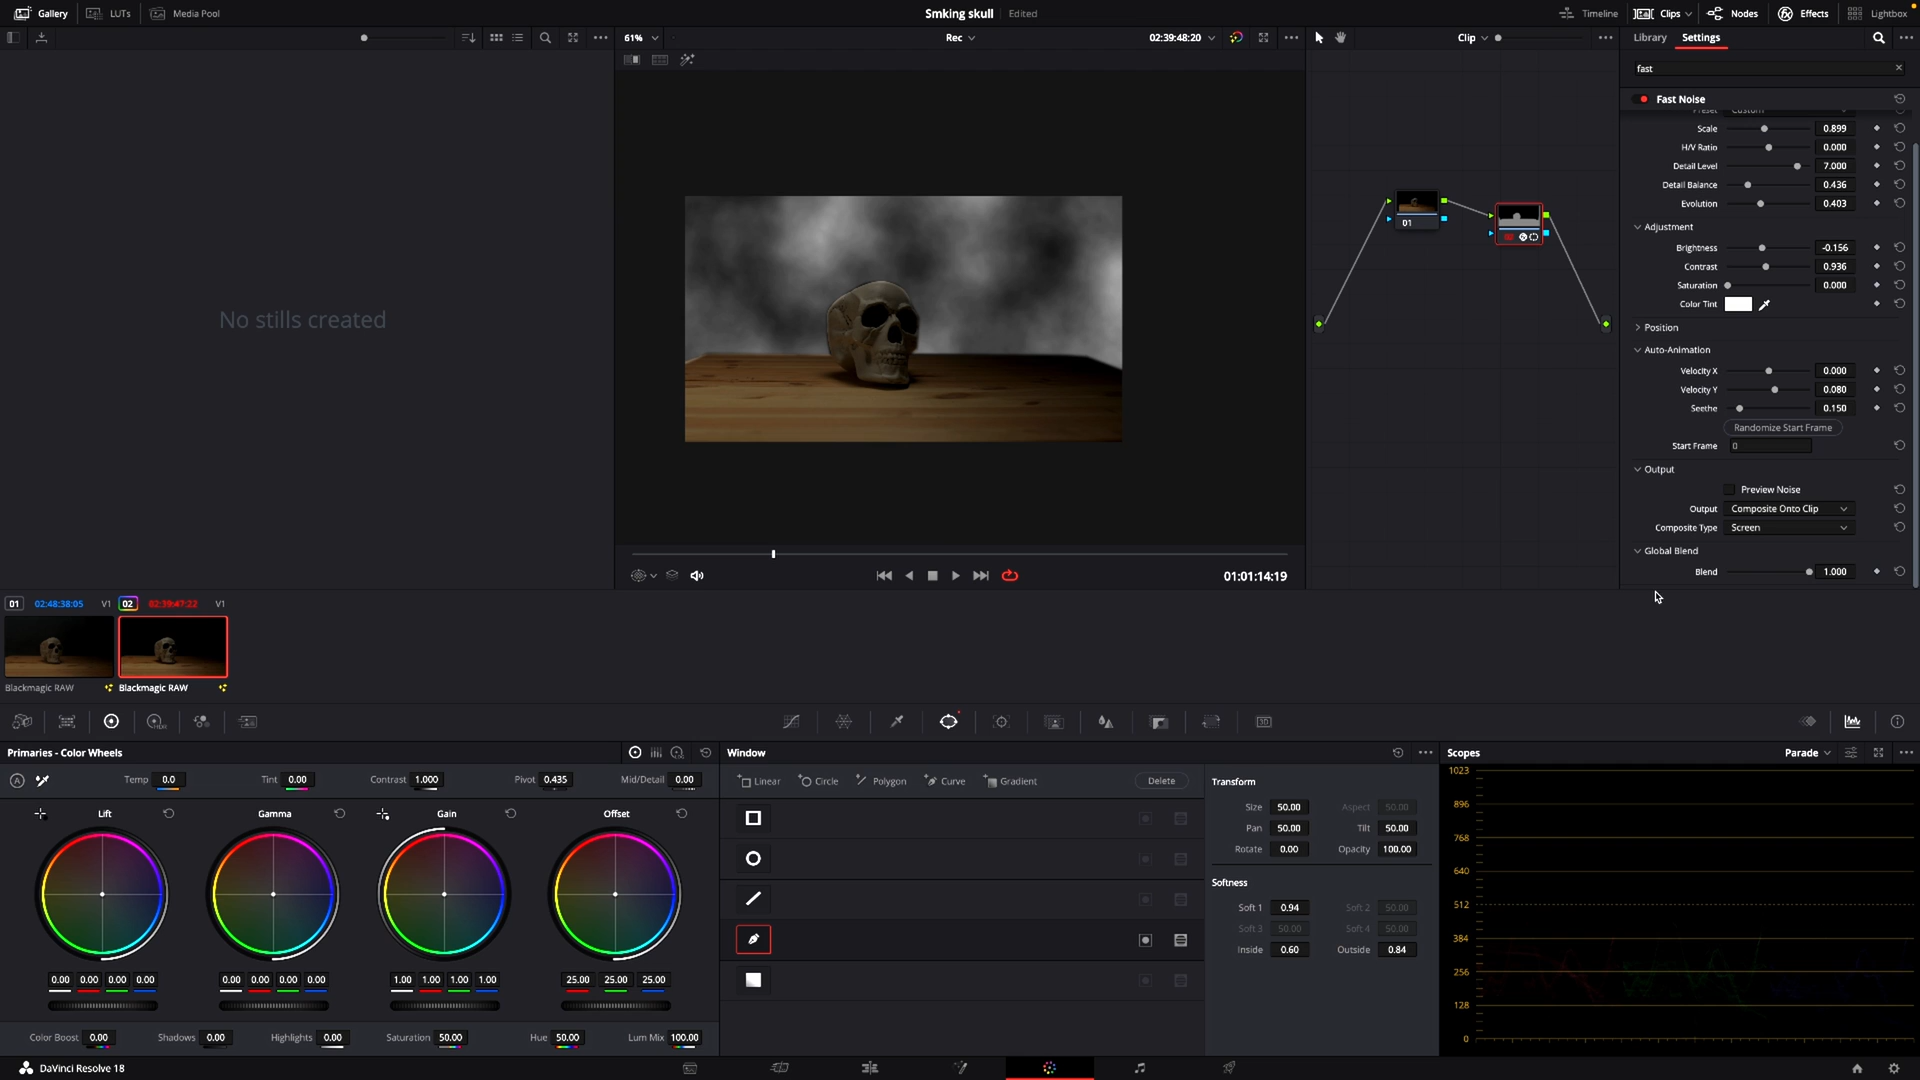 Gallery LUTs Media Pool Smking skull Edited Timeline Clips Nodes Effects Lightbox
61% Rec 02:39:48:20 Clip Library Settings
fast
Fast Noise
Preset Custom
Scale 0.899
H/V Ratio 0.000
Detail Level 7.000
Detail Balance 0.436
Evolution 0.403
Adjustment
Brightness -0.156
Contrast 0.936
Saturation 0.000
Color Tint
Position
Auto-Animation
Velocity X 0.000
Velocity Y 0.080
Seethe 0.150
Randomize Start Frame
Start Frame 0
Output
Preview Noise
Output Composite Onto Clip
Composite Type Screen
Global Blend
Blend 1.000
No stills created
01
01:01:14:19
01 02:48:38:05 V1 02 02:39:47:22 V1
Blackmagic RAW Blackmagic RAW
Primaries - Color Wheels
Temp 0.0 Tint 0.00 Contrast 1.000 Pivot 0.435 Mid/Detail 0.00
Lift Gamma Gain Offset
0.00 0.00 0.00 0.00 0.00 0.00 0.00 0.00 1.00 1.00 1.00 1.00 25.00 25.00 25.00
Color Boost 0.00 Shadows 0.00 Highlights 0.00 Saturation 50.00 Hue 50.00 Lum Mix 100.00
Window
Linear Circle Polygon Curve Gradient Delete
Transform
Size 50.00 Aspect 50.00
Pan 50.00 Tilt 50.00
Rotate 0.00 Opacity 100.00
Softness
Soft 1 0.94 Soft 2 50.00
Soft 3 50.00 Soft 4 50.00
Inside 0.60 Outside 0.84
Scopes Parade
1023
896
768
640
512
384
256
128
0
HDR
3D
DaVinci Resolve 18